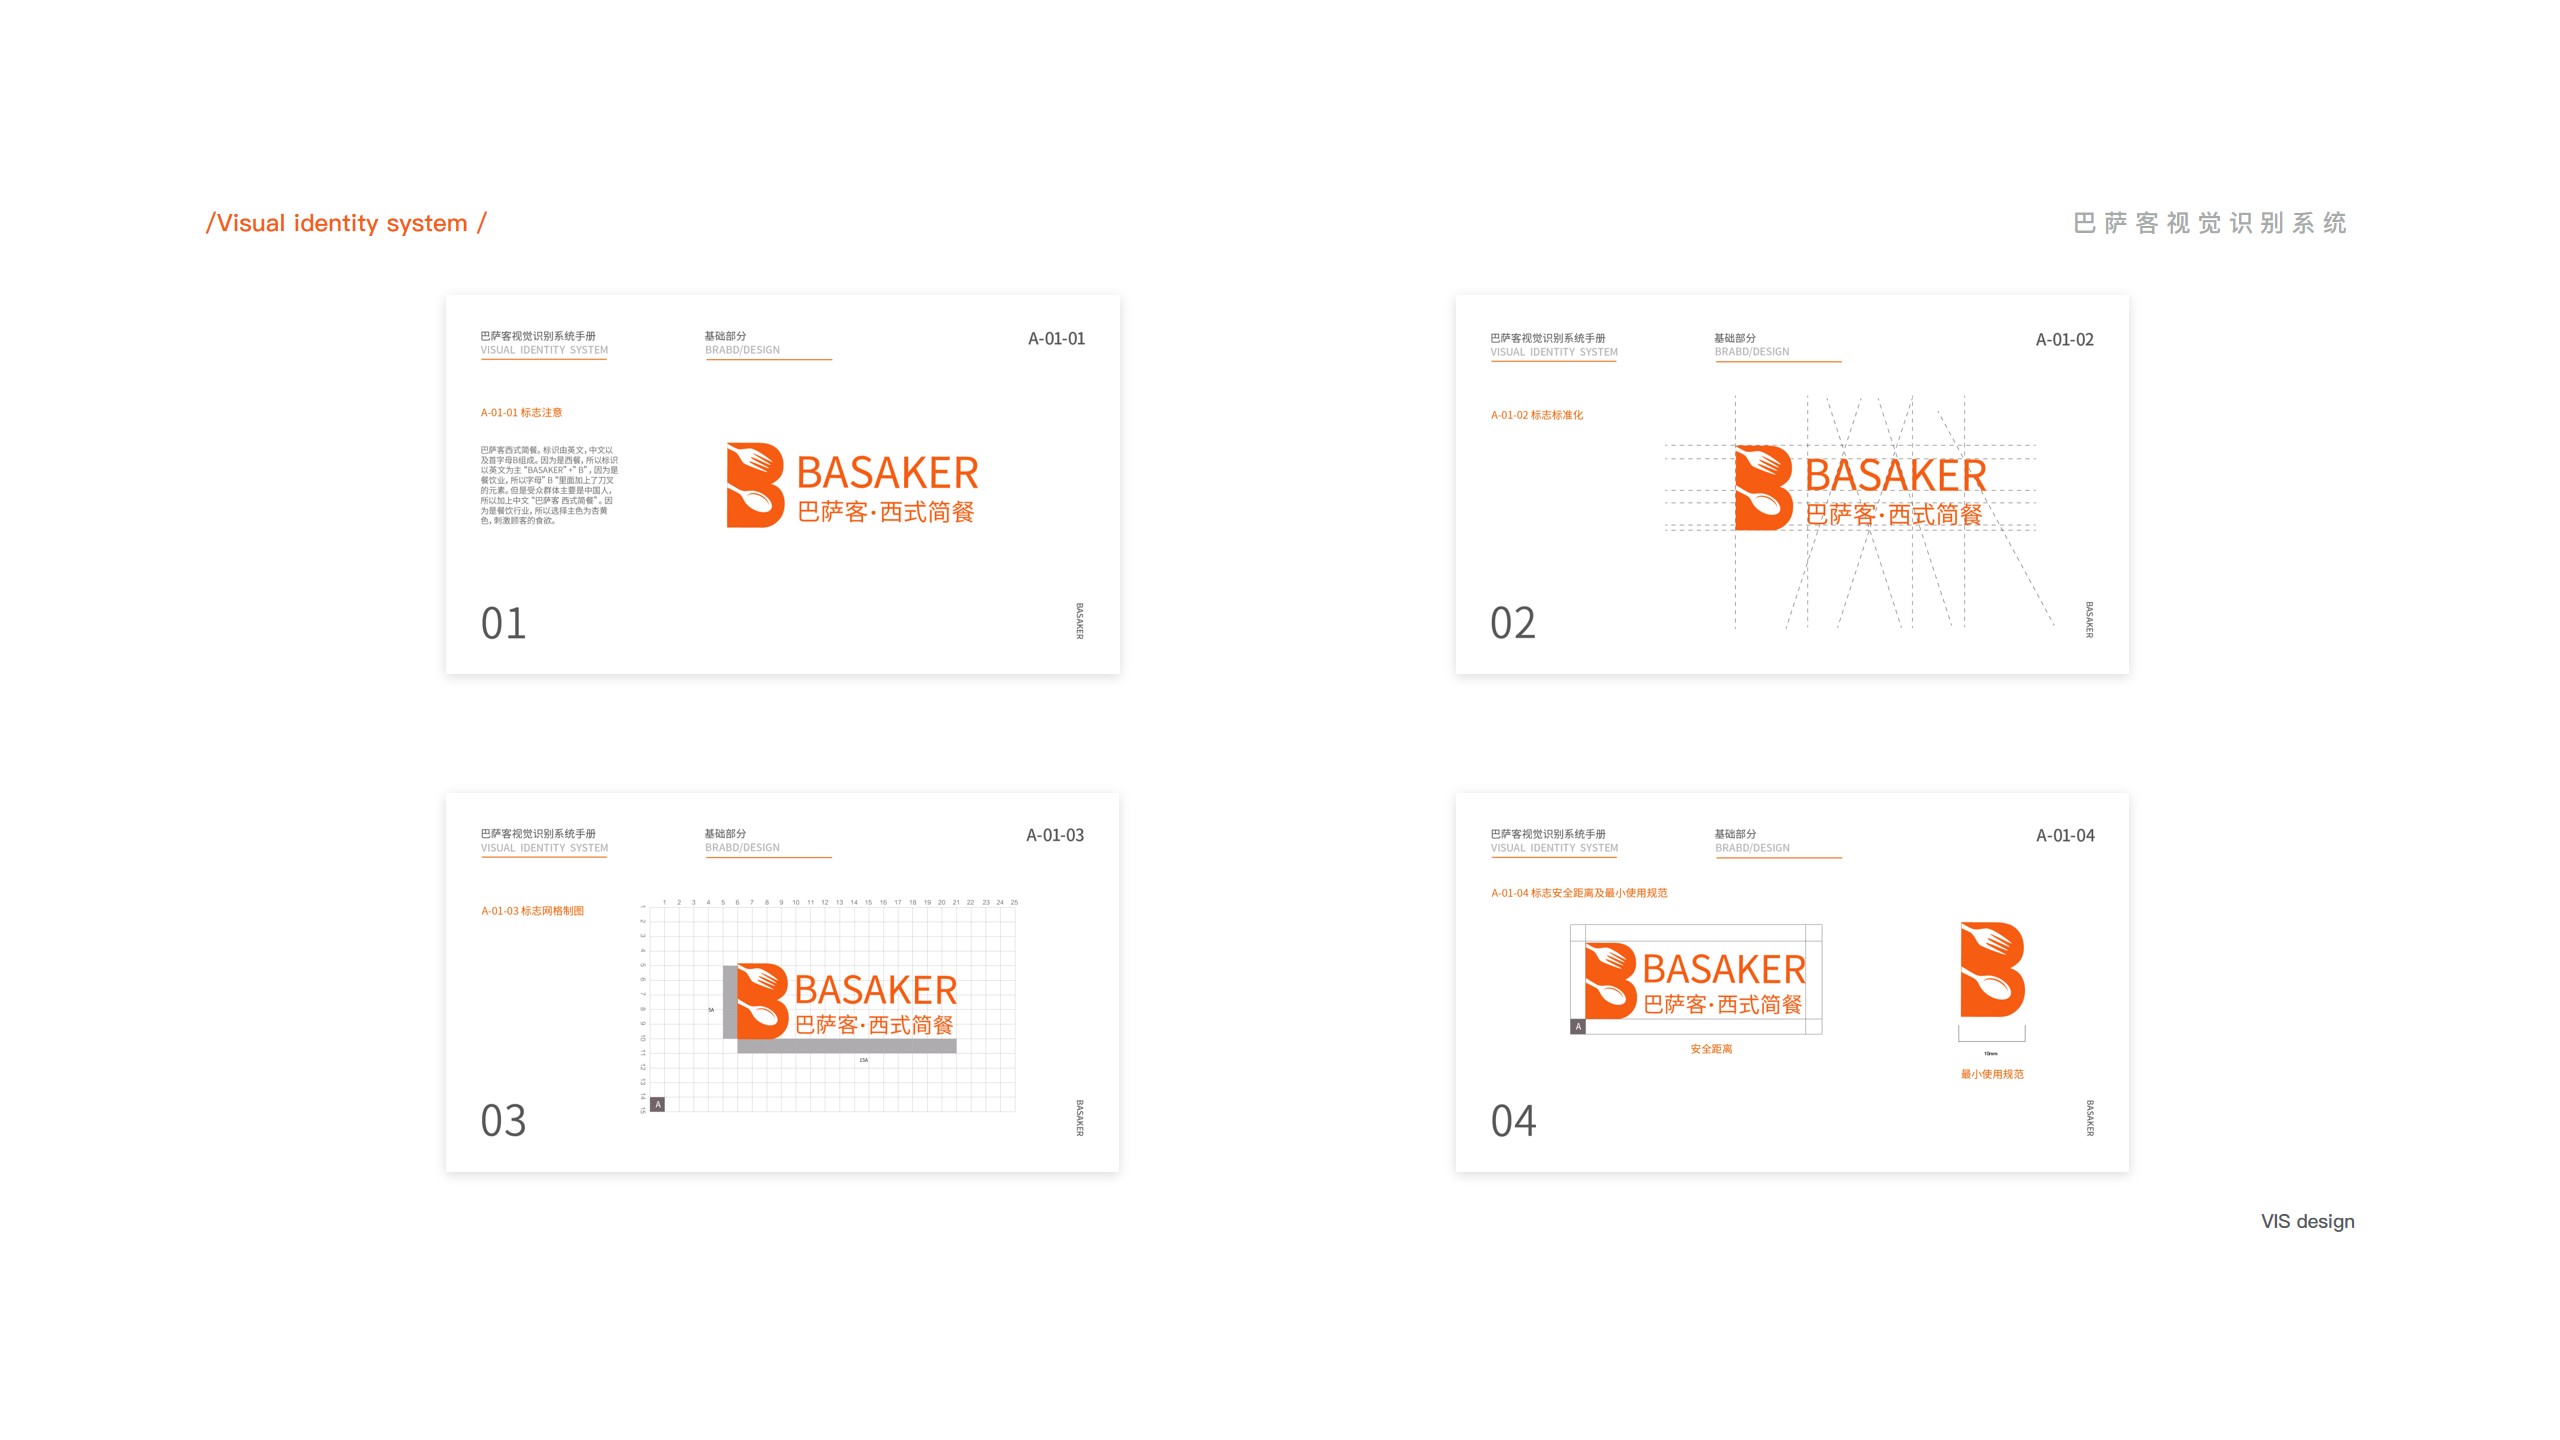 /Visual identity system /
巴萨客视觉识别系统
巴萨客视觉识别系统手册
VISUAL IDENTITY SYSTEM
基础部分
BRABD/DESIGN
A-01-01
A-01-01 标志注意
巴萨客西式简餐。标识由英文，中文以
及首字母B组成。因为是西餐，所以标识
以英文为主 “BASAKER” +” B” ，因为是
餐饮业，所以字母” B “里面加上了刀叉
的元素。但是受众群体主要是中国人，
所以加上中文 “巴萨客 西式简餐” 。因
为是餐饮行业，所以选择主色为杏黄
色，刺激顾客的食欲。
BASAKER
巴萨客·西式简餐
01
BASAKER
巴萨客视觉识别系统手册
VISUAL IDENTITY SYSTEM
基础部分
BRABD/DESIGN
A-01-02
A-01-02 标志标准化
BASAKER
巴萨客·西式简餐
02
BASAKER
巴萨客视觉识别系统手册
VISUAL IDENTITY SYSTEM
基础部分
BRABD/DESIGN
A-01-03
A-01-03 标志网格制图
1 2 3 4 5 6 7 8 9 10 11 12 13 14 15 16 17 18 19 20 21 22 23 24 25
1
2
3
4
5
6
7
8
9
10
11
12
13
14
15
BASAKER
巴萨客·西式简餐
5A
15A
A
03
BASAKER
巴萨客视觉识别系统手册
VISUAL IDENTITY SYSTEM
基础部分
BRABD/DESIGN
A-01-04
A-01-04 标志安全距离及最小使用规范
BASAKER
巴萨客·西式简餐
A
安全距离
10mm
最小使用规范
04
BASAKER
VIS design